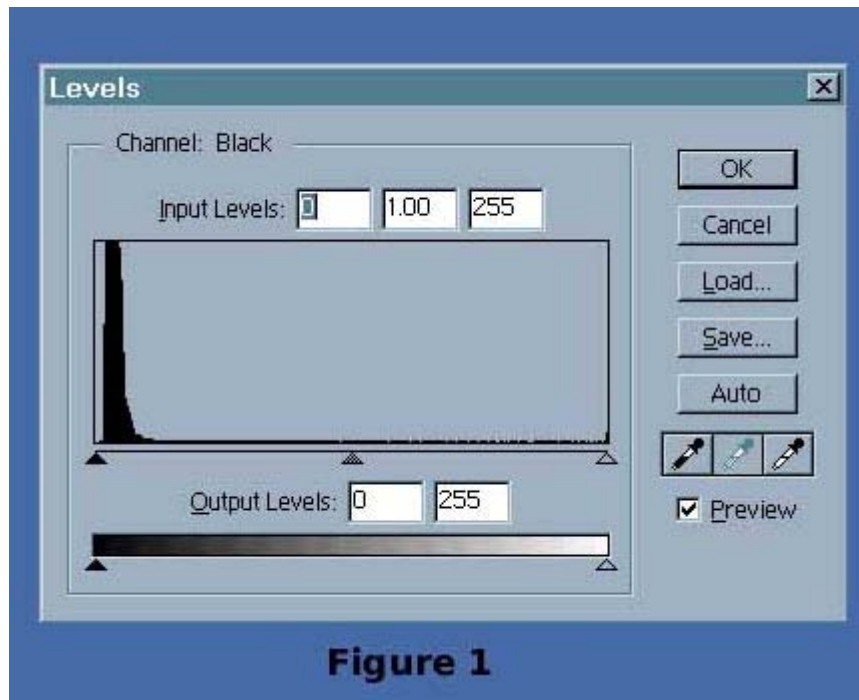 Levels
Channel: Black
Input Levels: 0 1.00 255
OK
Cancel
Load...
Save...
Auto
Output Levels: 0 255
Preview
Figure 1